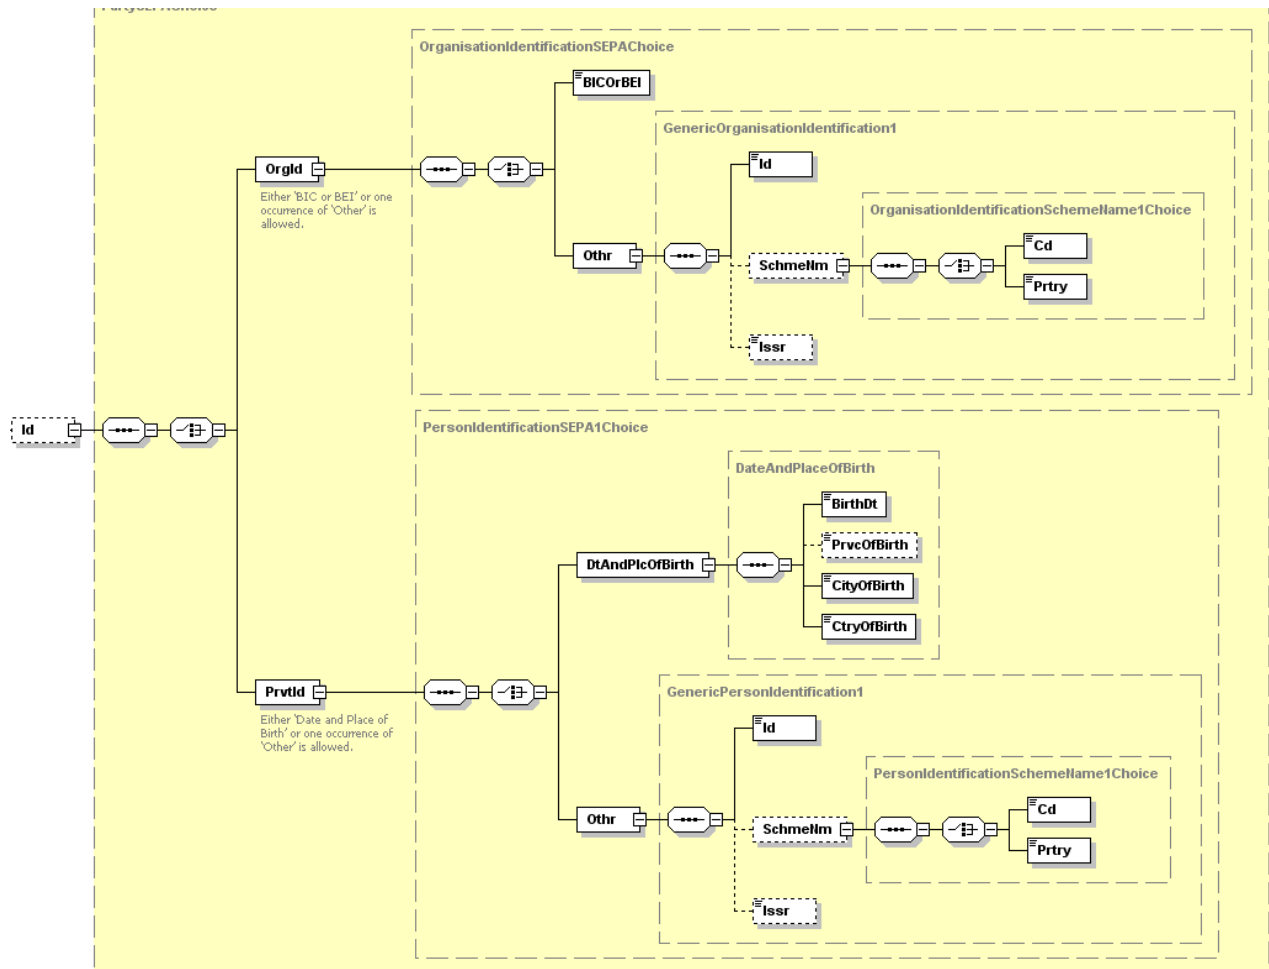 PartySEPAChoice
OrganisationIdentificationSEPAChoice
BICOrBEI
GenericOrganisationIdentification1
Id
OrgId
Either 'BIC or BEI' or one
occurrence of 'Other' is
allowed.
OrganisationIdentificationSchemeName1Choice
Cd
Othr
SchmeNm
Prtry
Issr
Id
PersonIdentificationSEPA1Choice
DateAndPlaceOfBirth
BirthDt
PrvcOfBirth
DtAndPlcOfBirth
CityOfBirth
CtryOfBirth
PrvtId
Either 'Date and Place of
Birth' or one occurrence of
'Other' is allowed.
GenericPersonIdentification1
Id
PersonIdentificationSchemeName1Choice
Cd
Othr
SchmeNm
Prtry
Issr